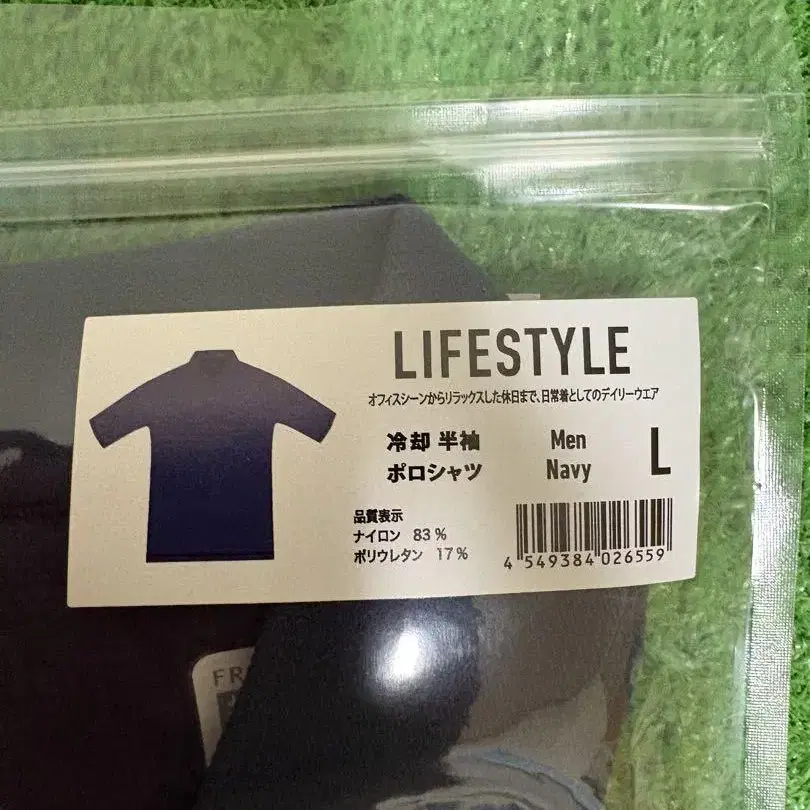 LIFESTYLE
オフィスシーンからリラックスした休日まで、日常着としてのデイリーウエア
冷却 半袖 Men L
ポロシャツ Navy
品質表示
ナイロン 83%
ポリウレタン 17%
4 549384 026559